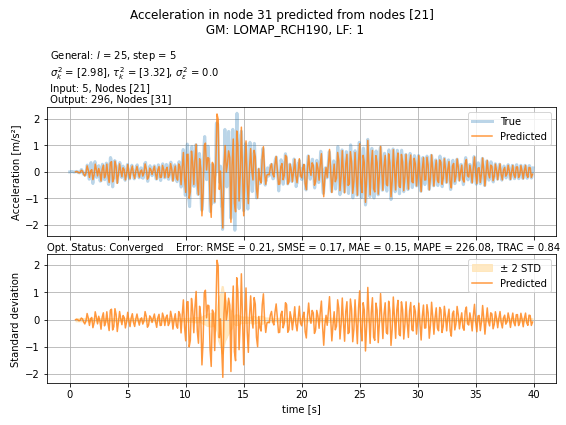 Acceleration in node 31 predicted from nodes [21]
GM: LOMAP_RCH190, LF: 1
General: l = 25, step = 5
σ²ₖ = [2.98], τ²ₖ = [3.32], σ²ε = 0.0
Input: 5, Nodes [21]
Output: 296, Nodes [31]
Acceleration [m/s²]
2
1
0
−1
−2
True
Predicted
Opt. Status: Converged Error: RMSE = 0.21, SMSE = 0.17, MAE = 0.15, MAPE = 226.08, TRAC = 0.84
Standard deviation
2
1
0
−1
−2
± 2 STD
Predicted
0 5 10 15 20 25 30 35 40
time [s]